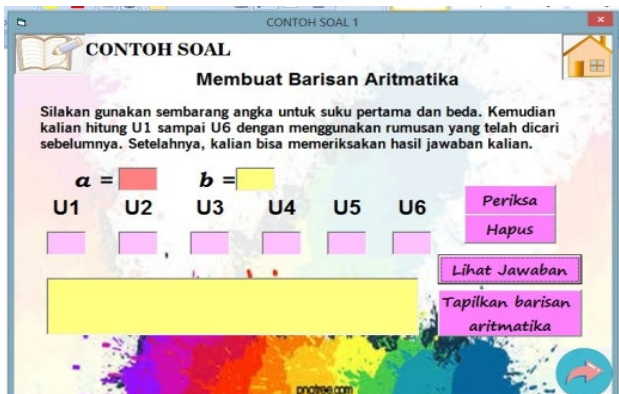 CONTOH SOAL 1
CONTOH SOAL
Membuat Barisan Aritmatika
Silakan gunakan sembarang angka untuk suku pertama dan beda. Kemudian
kalian hitung U1 sampai U6 dengan menggunakan rumusan yang telah dicari
sebelumnya. Setelahnya, kalian bisa memeriksakan hasil jawaban kalian.
a = b =
U1 U2 U3 U4 U5 U6
,
Periksa
Hapus
Lihat Jawaban
Tapilkan barisan
aritmatika
pngtree.com